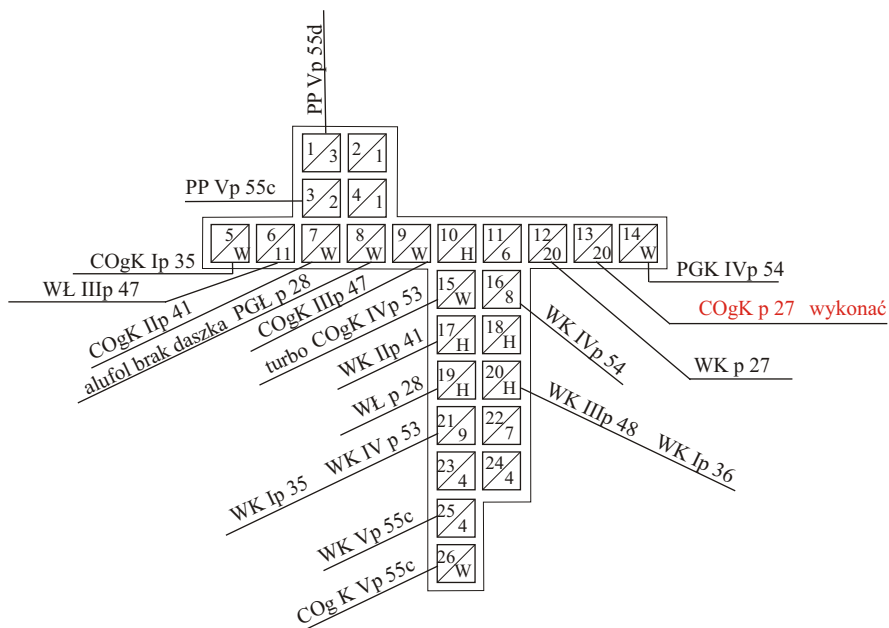 PP Vp 55d
1 3 2 1
PP Vp 55c
3 2 4 1
5 W 6 11 7 W 8 W 9 W 10 H 11 6 12 20 13 20 14 W
COgK Ip 35
WŁ IIIp 47
COgK IIp 41
alufol brak daszka PGŁ p 28
COgK IIIp 47
turbo COgK IVp 53
PGK IVp 54
COgK p 27 wykonać
WK p 27
15 W 16 8
WK IVp 54
WK IIp 41
17 H 18 H
WŁ p 28
19 H 20 H
WK IIIp 48 WK Ip 36
WK Ip 35 WK IV p 53
21 9 22 7
23 4 24 4
WK Vp 55c
25 4
COg K Vp 55c
26 W